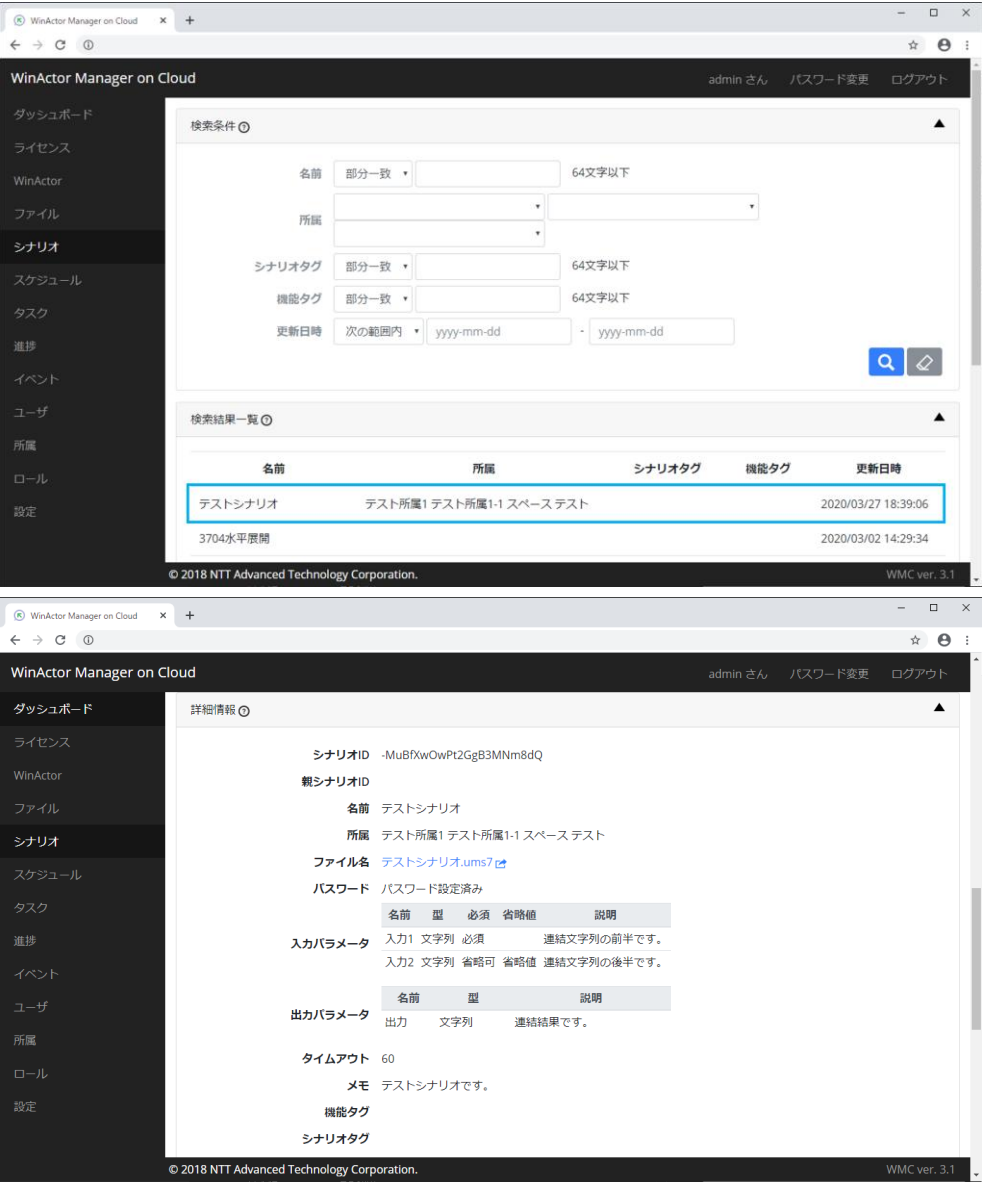 WinActor Manager on Cloud
WinActor Manager on Cloud
admin さん パスワード変更 ログアウト
ダッシュボード
ライセンス
WinActor
ファイル
シナリオ
スケジュール
タスク
進捗
イベント
ユーザ
所属
ロール
設定
検索条件
名前 部分一致 64文字以下
所属
シナリオタグ 部分一致 64文字以下
機能タグ 部分一致 64文字以下
更新日時 次の範囲内 yyyy-mm-dd - yyyy-mm-dd
検索結果一覧
名前 所属 シナリオタグ 機能タグ 更新日時
テストシナリオ テスト所属1 テスト所属1-1 スペース テスト 2020/03/27 18:39:06
3704水平展開 2020/03/02 14:29:34
© 2018 NTT Advanced Technology Corporation. WMC ver. 3.1
WinActor Manager on Cloud
WinActor Manager on Cloud
admin さん パスワード変更 ログアウト
ダッシュボード
ライセンス
WinActor
ファイル
シナリオ
スケジュール
タスク
進捗
イベント
ユーザ
所属
ロール
設定
詳細情報
シナリオID -MuBfXwOwPt2GgB3MNm8dQ
親シナリオID
名前 テストシナリオ
所属 テスト所属1 テスト所属1-1 スペース テスト
ファイル名 テストシナリオ.ums7
パスワード パスワード設定済み
入力パラメータ
名前 型 必須 省略値 説明
入力1 文字列 必須 連結文字列の前半です。
入力2 文字列 省略可 省略値 連結文字列の後半です。
出力パラメータ
名前 型 説明
出力 文字列 連結結果です。
タイムアウト 60
メモ テストシナリオです。
機能タグ
シナリオタグ
© 2018 NTT Advanced Technology Corporation. WMC ver. 3.1